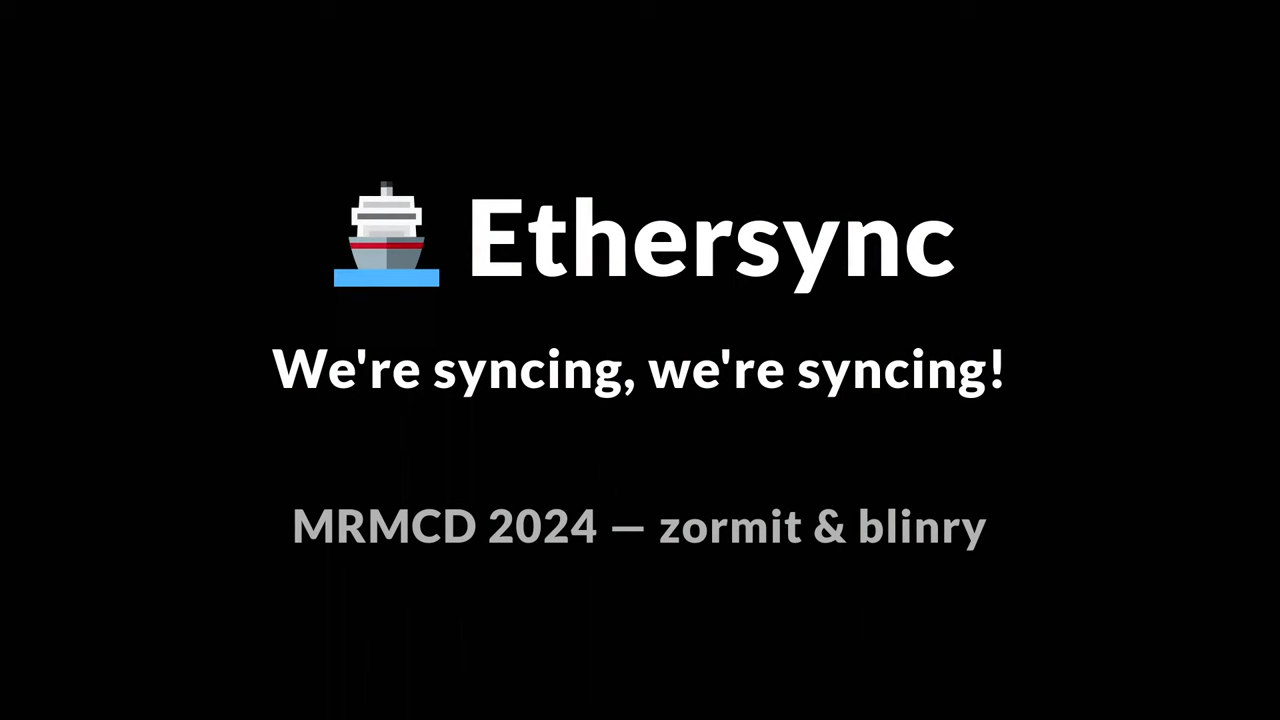 Ethersync
We're syncing, we're syncing!
MRMCD 2024 — zormit & blinry